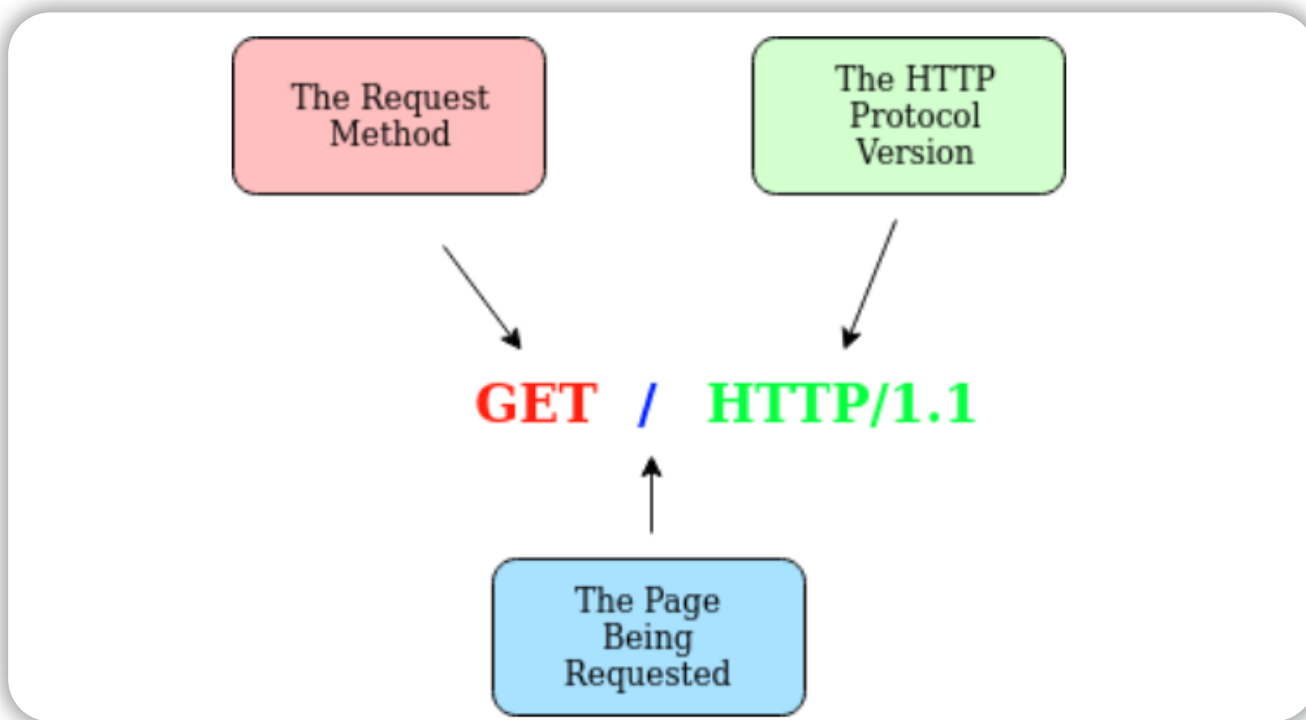 The Request
Method
The HTTP
Protocol
Version
GET / HTTP/1.1
The Page
Being
Requested